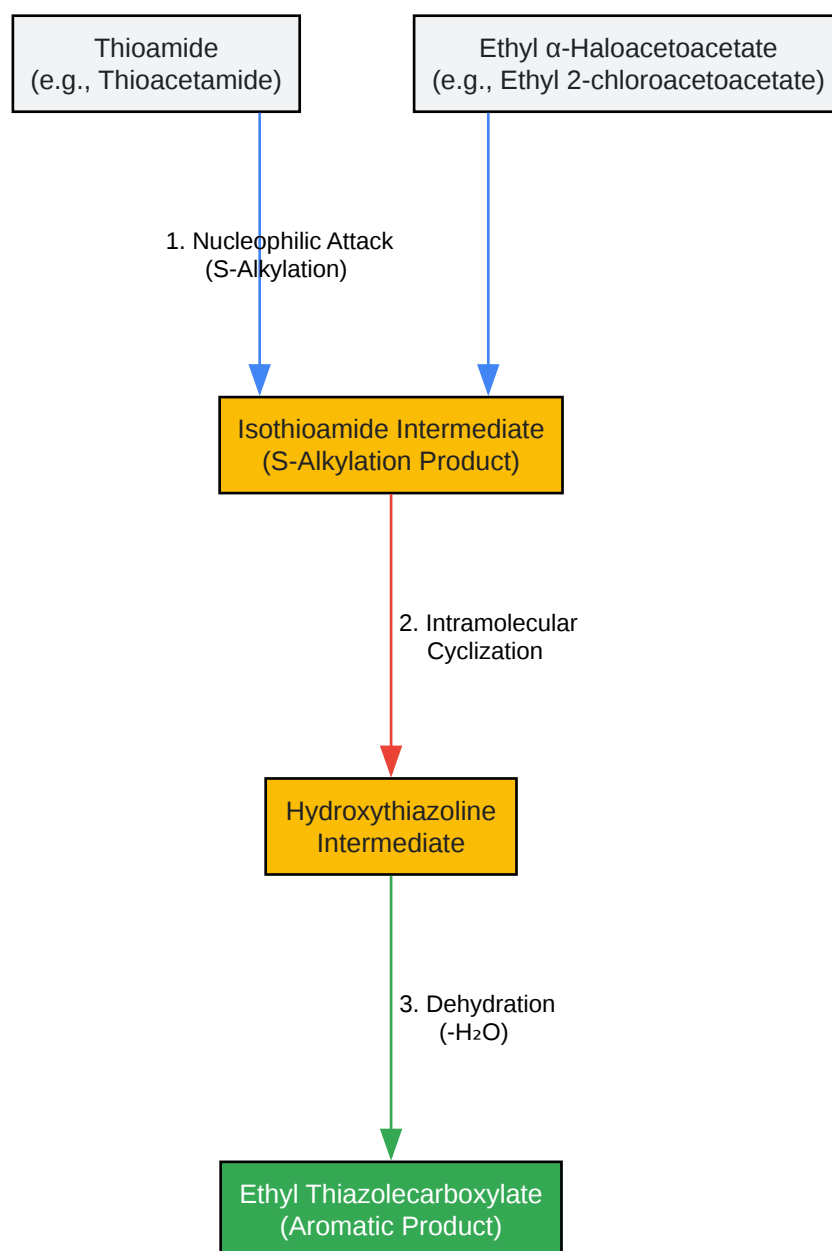 Thioamide
(e.g., Thioacetamide)
Ethyl α-Haloacetoacetate
(e.g., Ethyl 2-chloroacetoacetate)
1. Nucleophilic Attack
(S-Alkylation)
Isothioamide Intermediate
(S-Alkylation Product)
2. Intramolecular
Cyclization
Hydroxythiazoline
Intermediate
3. Dehydration
(-H₂O)
Ethyl Thiazolecarboxylate
(Aromatic Product)